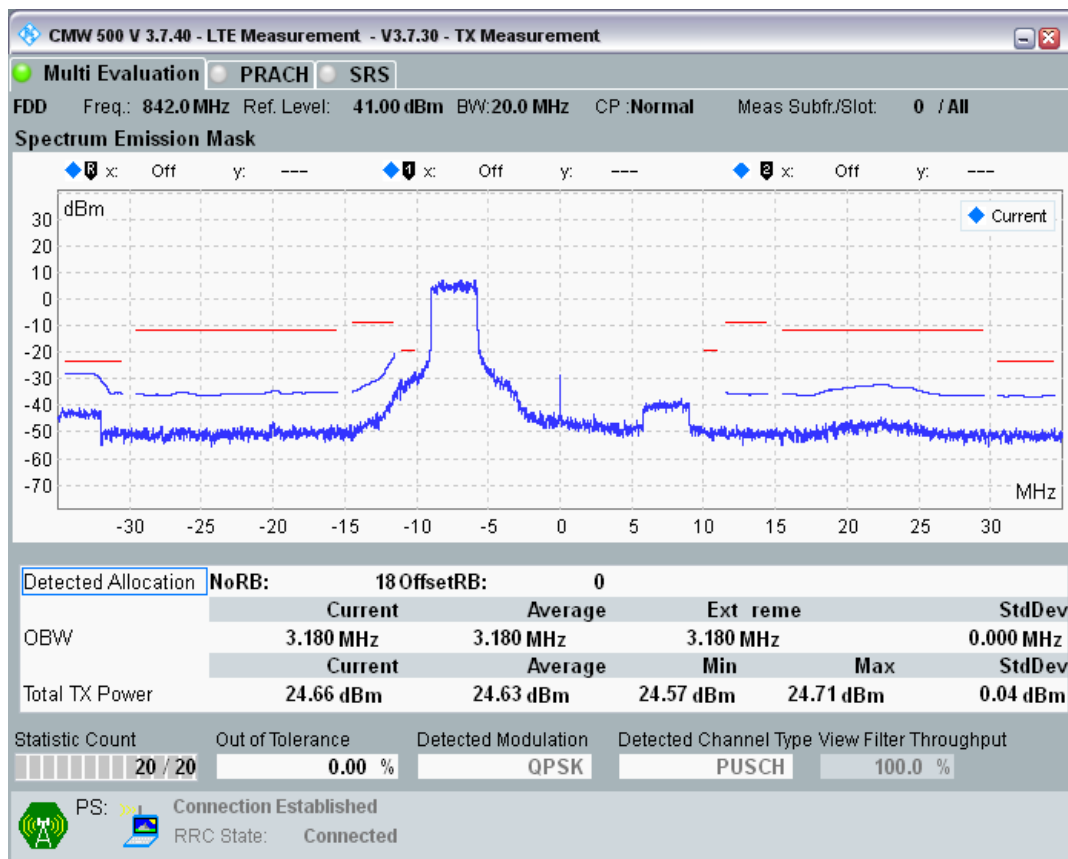 CMW 500 V 3.7.40 - LTE Measurement - V3.7.30 - TX Measurement
Multi Evaluation PRACH SRS
FDD Freq.: 842.0 MHz Ref. Level: 41.00 dBm BW:20.0 MHz CP :Normal Meas Subfr./Slot: 0 / All
Spectrum Emission Mask
R x: Off y: --- 1 x: Off y: --- 2 x: Off y: ---
dBm
Current
30
20
10
0
-10
-20
-30
-40
-50
-60
-70
MHz
-30 -25 -20 -15 -10 -5 0 5 10 15 20 25 30
Detected Allocation NoRB: 18 OffsetRB: 0
Current Average Ext reme StdDev
OBW 3.180 MHz 3.180 MHz 3.180 MHz 0.000 MHz
Current Average Min Max StdDev
Total TX Power 24.66 dBm 24.63 dBm 24.57 dBm 24.71 dBm 0.04 dBm
Statistic Count Out of Tolerance Detected Modulation Detected Channel Type View Filter Throughput
20 / 20 0.00 % QPSK PUSCH 100.0 %
PS: Connection Established
RRC State: Connected